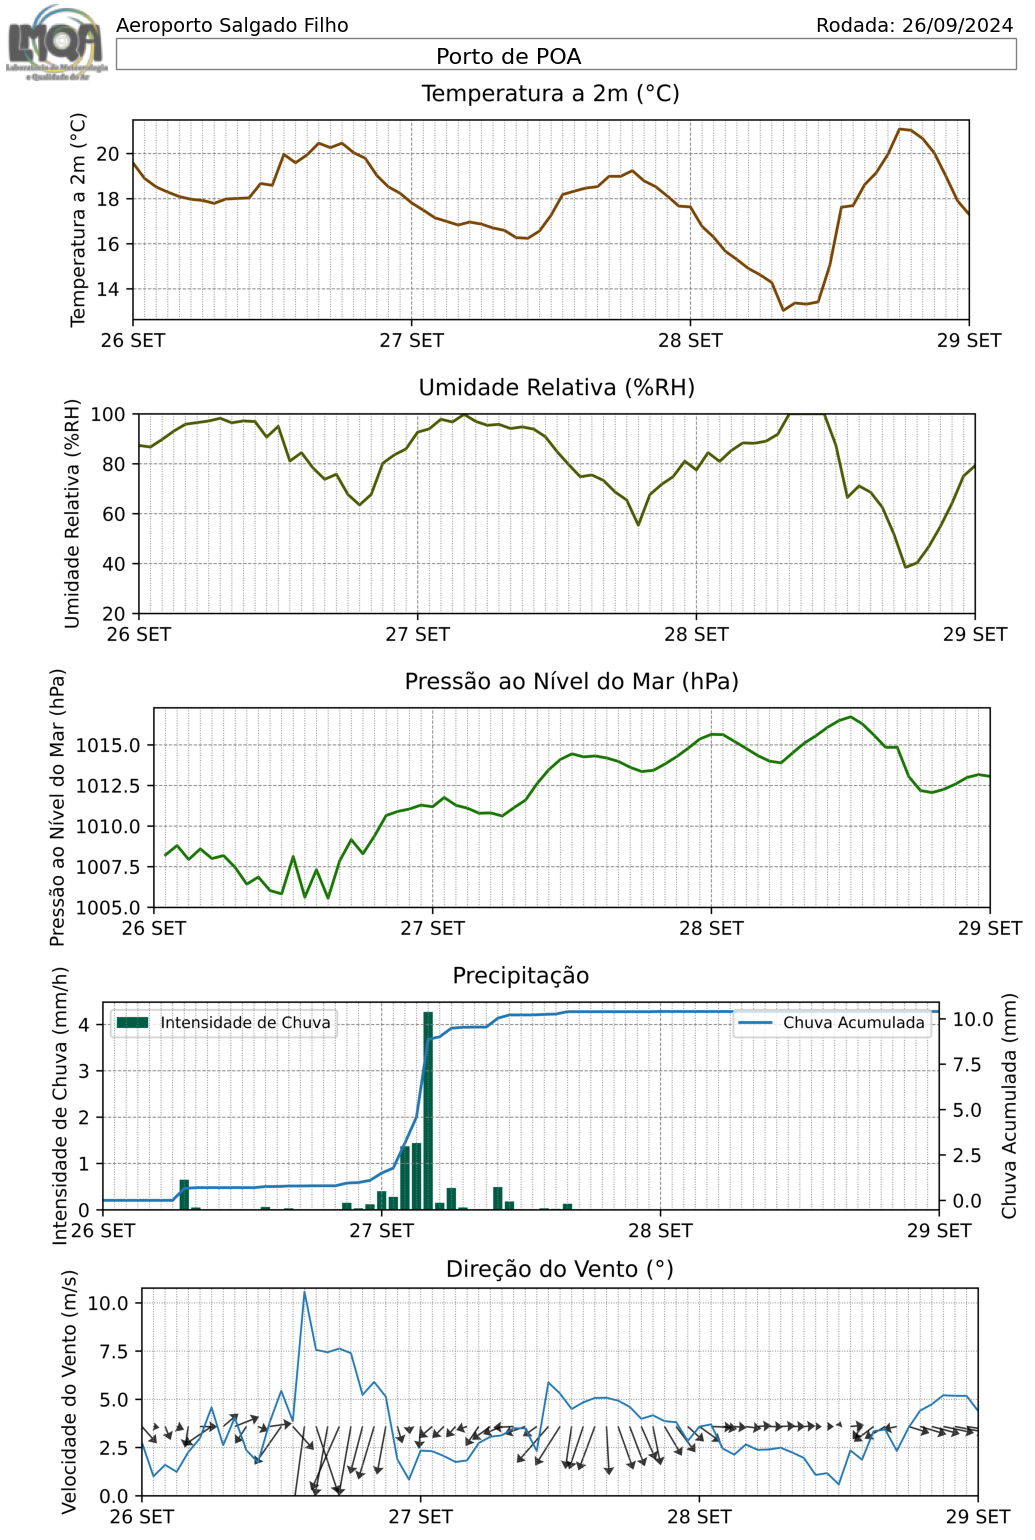 LMQA
Laboratório de Meteorologia
e Qualidade do Ar
Aeroporto Salgado Filho
Rodada: 26/09/2024
Porto de POA
Temperatura a 2m (°C)
Temperatura a 2m (°C)
20
18
16
14
26 SET 27 SET 28 SET 29 SET
Umidade Relativa (%RH)
Umidade Relativa (%RH)
100
80
60
40
20
26 SET 27 SET 28 SET 29 SET
Pressão ao Nível do Mar (hPa)
Pressão ao Nível do Mar (hPa)
1015.0
1012.5
1010.0
1007.5
1005.0
26 SET 27 SET 28 SET 29 SET
Precipitação
Intensidade de Chuva (mm/h)
4
3
2
1
0
Intensidade de Chuva
Chuva Acumulada
10.0
7.5
5.0
2.5
0.0
Chuva Acumulada (mm)
26 SET 27 SET 28 SET 29 SET
Direção do Vento (°)
Velocidade do Vento (m/s)
10.0
7.5
5.0
2.5
0.0
26 SET 27 SET 28 SET 29 SET